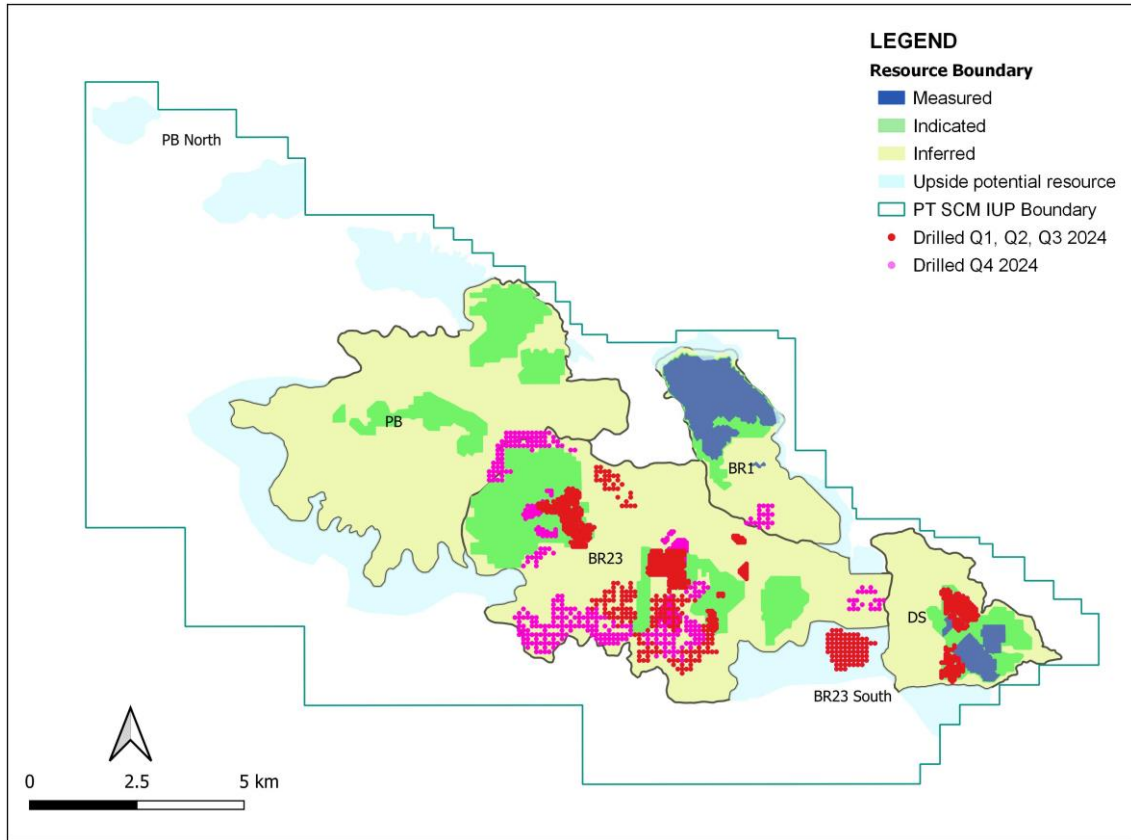 LEGEND
Resource Boundary
Measured
Indicated
Inferred
Upside potential resource
PT SCM IUP Boundary
Drilled Q1, Q2, Q3 2024
Drilled Q4 2024
PB North
PB
BR1
BR23
DS
BR23 South
0 2.5 5 km